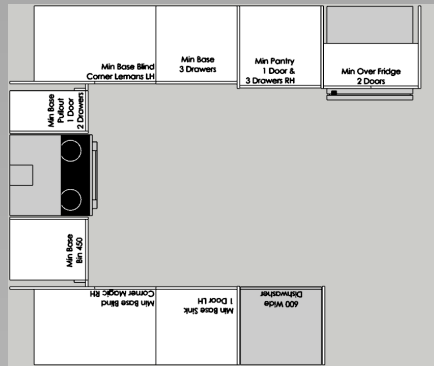 Min Base Blind
Corner Lemans LH
Min Base
3 Drawers
Min Pantry
1 Door &
3 Drawers RH
Min Over Fridge
2 Doors
Min Base
Pullout
1 Door
2 Drawers
Min Base
Bin 450
Min Base Blind
Corner Magic RH
Min Base Sink
1 Door LH
600 Wide
Dishwasher